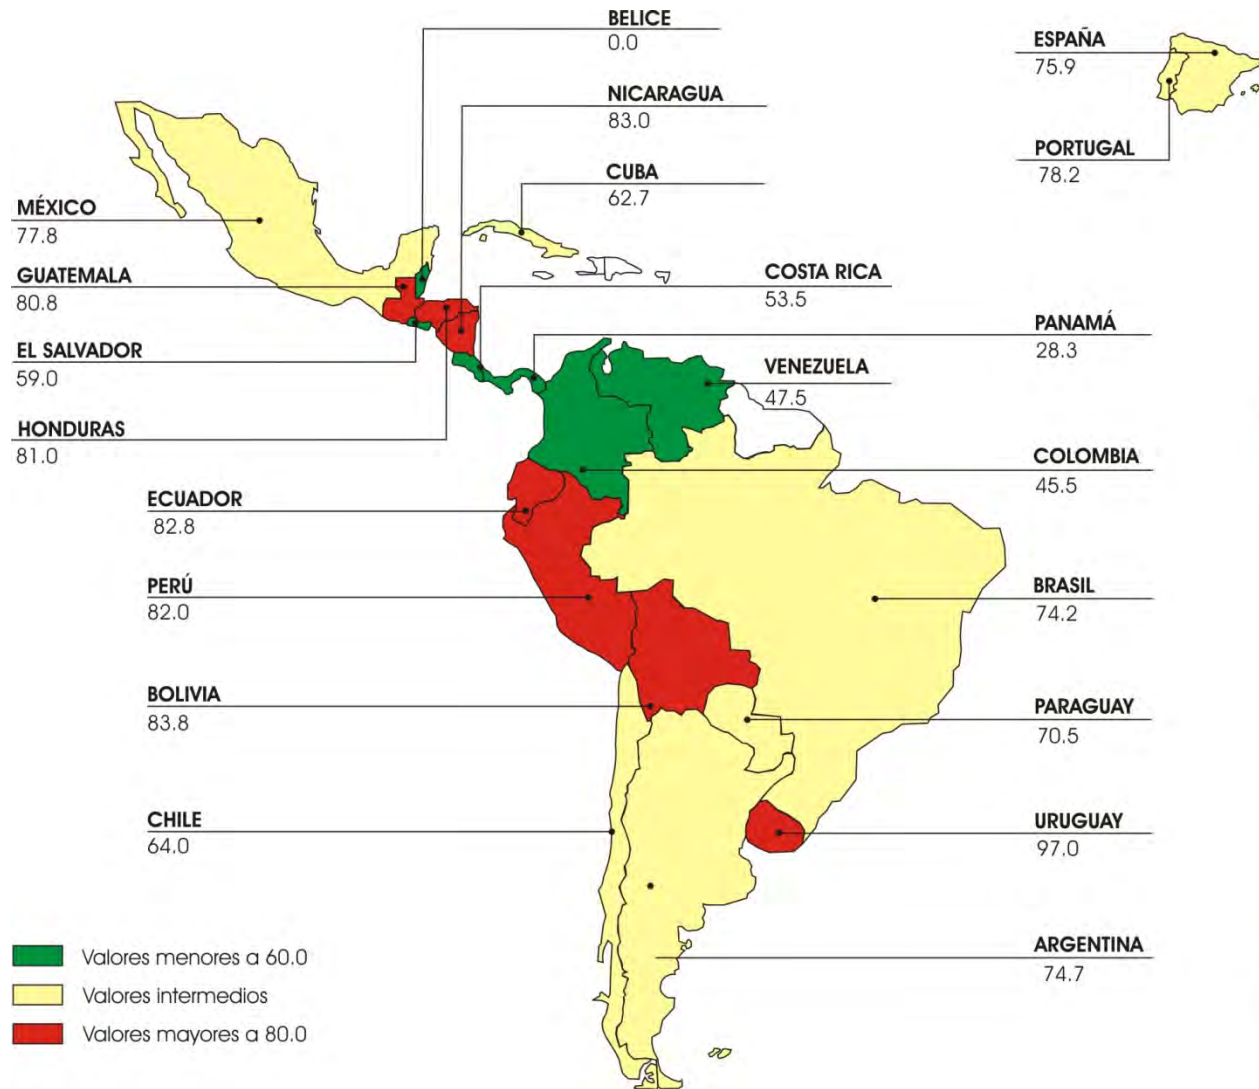 BELICE
0.0
ESPAÑA
75.9
NICARAGUA
83.0
PORTUGAL
78.2
CUBA
62.7
MÉXICO
77.8
GUATEMALA
80.8
COSTA RICA
53.5
PANAMÁ
28.3
EL SALVADOR
59.0
VENEZUELA
47.5
HONDURAS
81.0
COLOMBIA
45.5
ECUADOR
82.8
PERÚ
82.0
BRASIL
74.2
BOLIVIA
83.8
PARAGUAY
70.5
CHILE
64.0
URUGUAY
97.0
ARGENTINA
74.7
Valores menores a 60.0
Valores intermedios
Valores mayores a 80.0